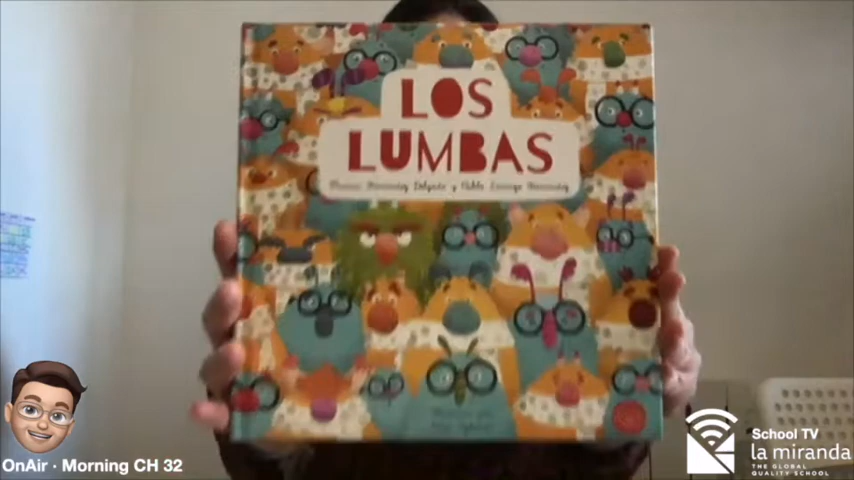 LOS
LUMBAS
OnAir · Morning CH 32
School TV
la miranda
THE GLOBAL
QUALITY SCHOOL